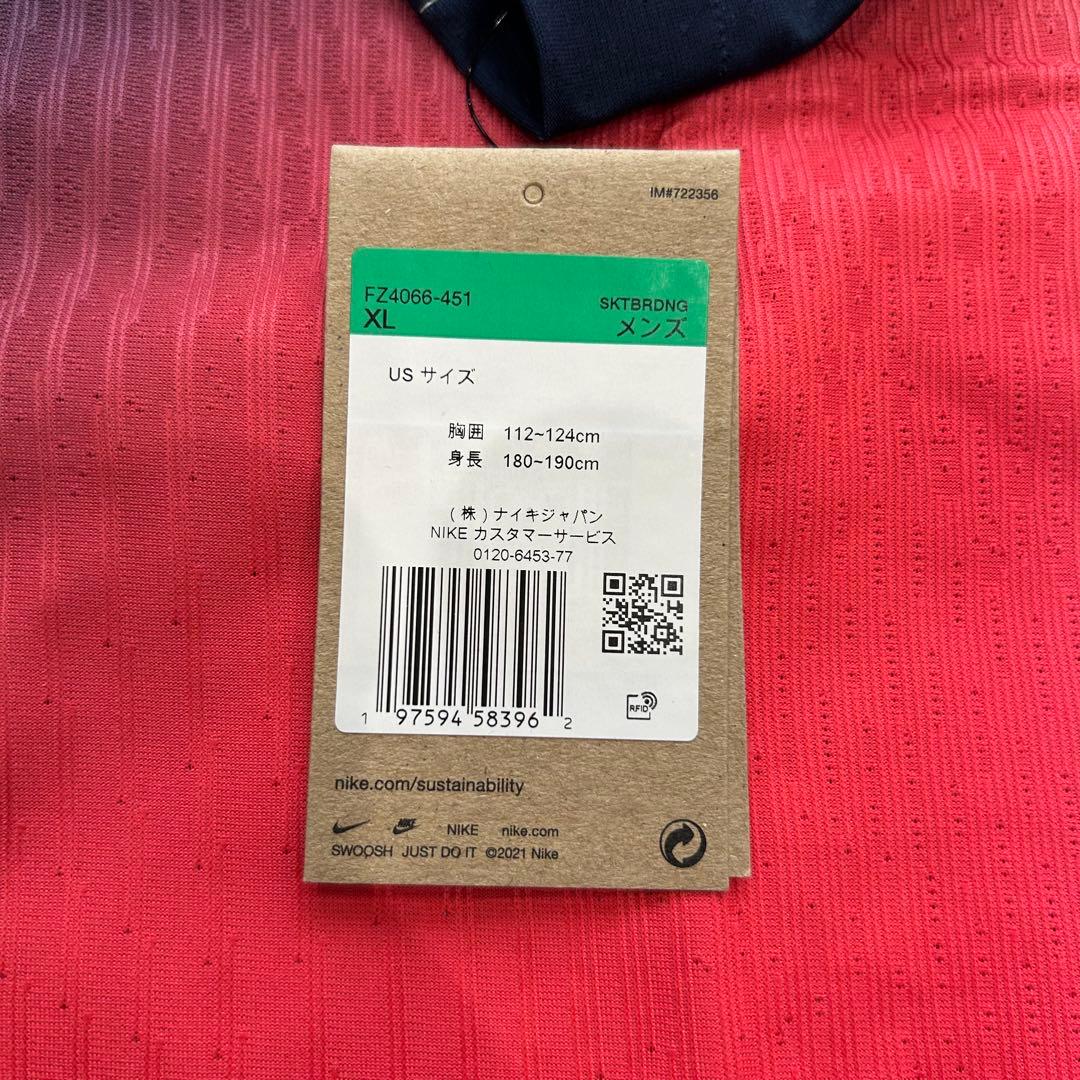 IM#722356
FZ4066-451
XL
SKTBRDNG
メンズ
US サイズ
胸囲 112~124cm
身長 180~190cm
(株)ナイキジャパン
NIKE カスタマーサービス
0120-6453-77
1 97594 58396 2
RFID
nike.com/sustainability
NIKE NIKE nike.com
SWOOSH JUST DO IT ©2021 Nike